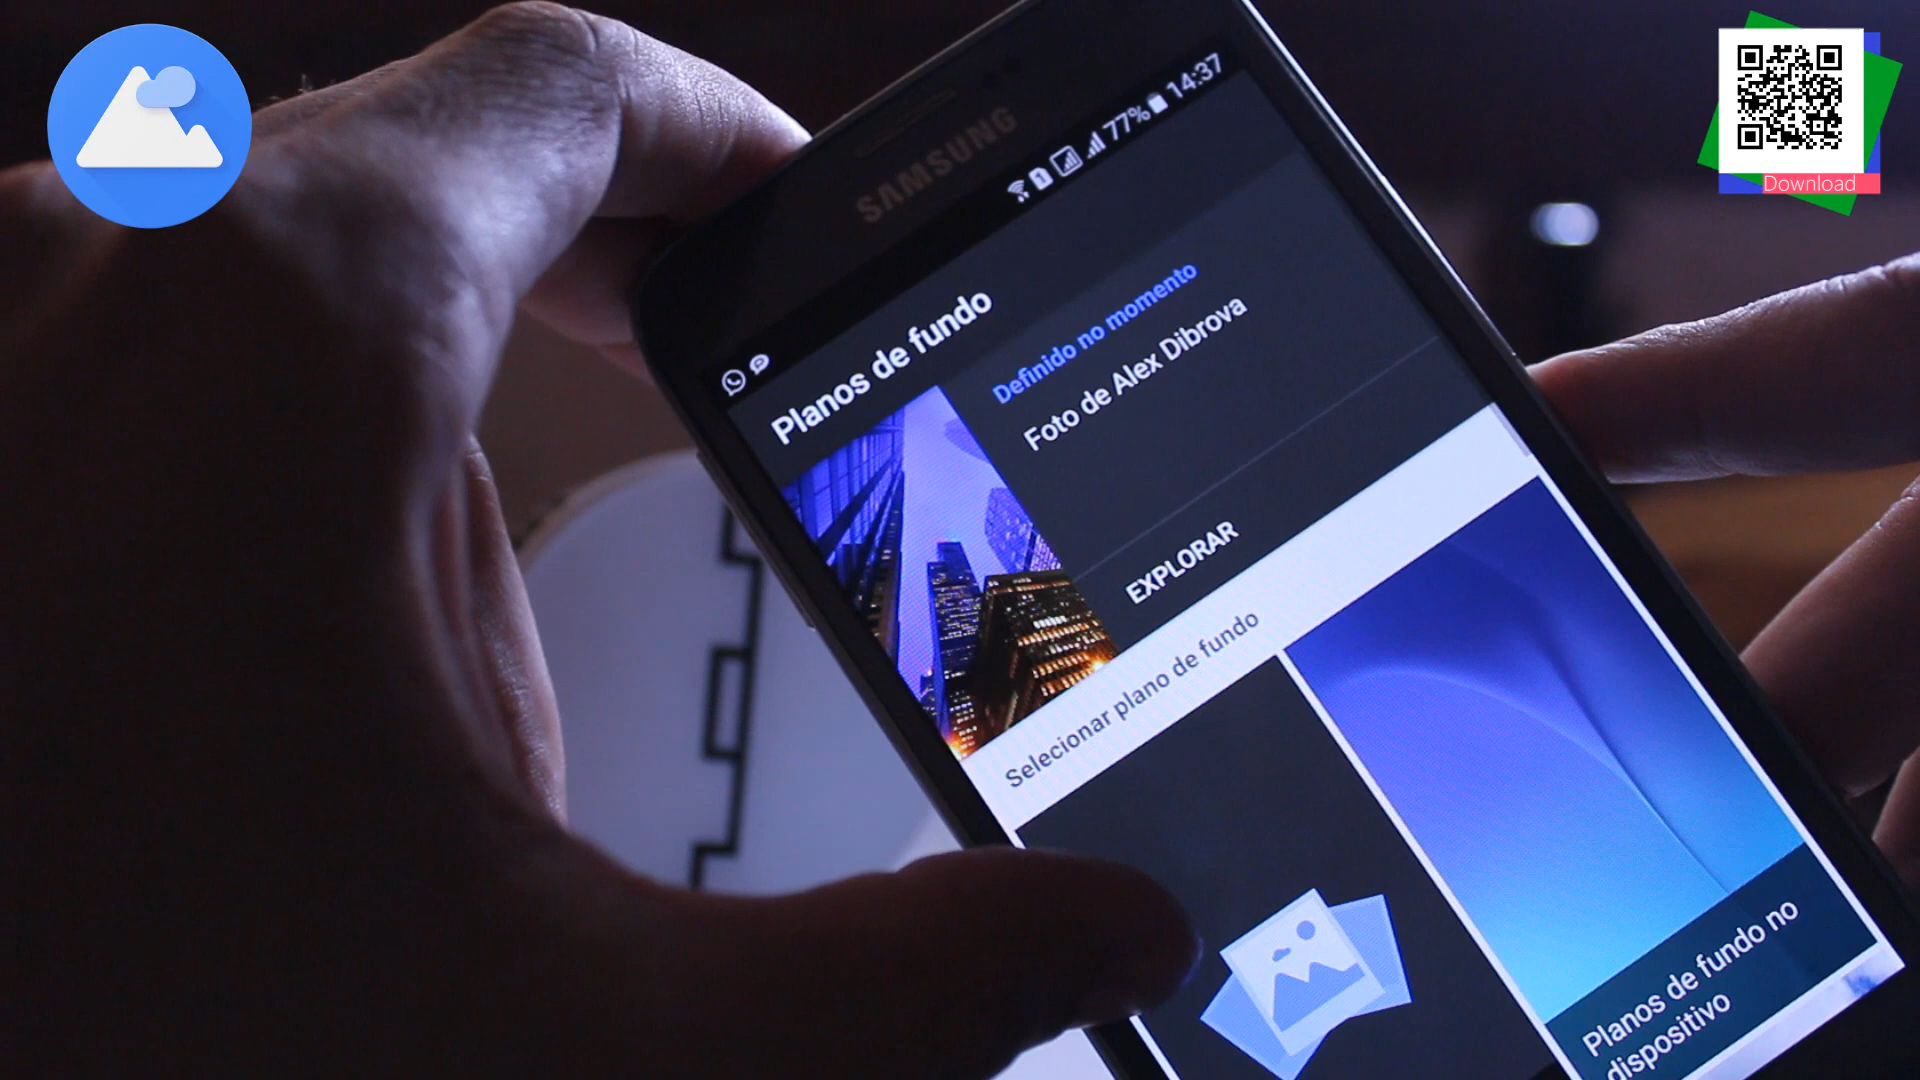 Download
SAMSUNG
77% 14:37
Planos de fundo
Definido no momento
Foto de Alex Dibrova
EXPLORAR
Selecionar plano de fundo
Planos de fundo no
dispositivo